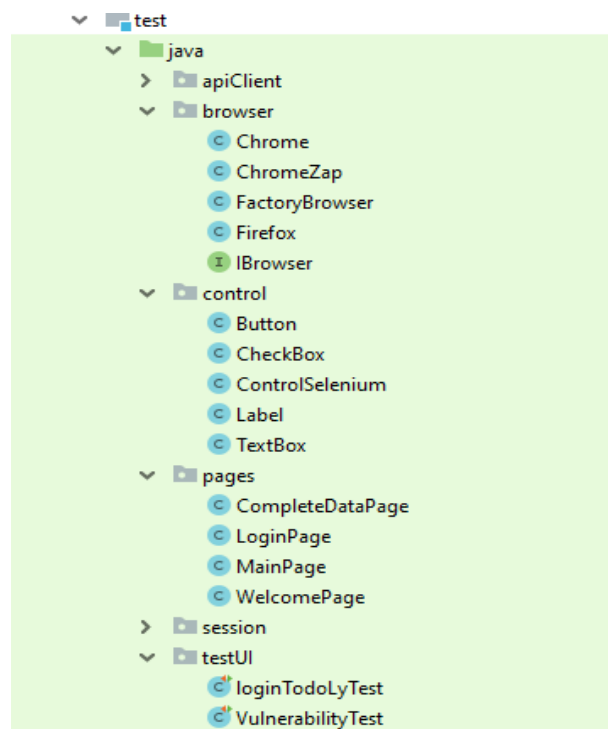 test
java
apiClient
browser
Chrome
ChromeZap
FactoryBrowser
Firefox
IBrowser
control
Button
CheckBox
ControlSelenium
Label
TextBox
pages
CompleteDataPage
LoginPage
MainPage
WelcomePage
session
testUI
loginTodoLyTest
VulnerabilityTest